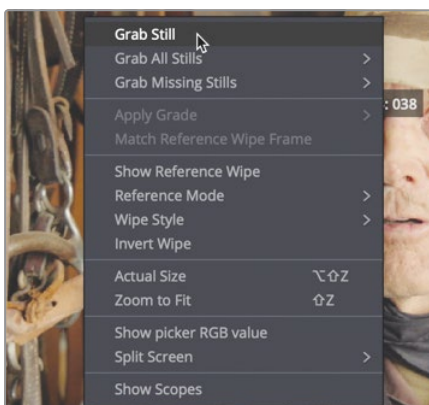 Grab Still
Grab All Stills >
Grab Missing Stills >
: 038
Apply Grade >
Match Reference Wipe Frame
Show Reference Wipe
Reference Mode >
Wipe Style >
Invert Wipe
Actual Size ⌥⇧Z
Zoom to Fit ⇧Z
Show picker RGB value
Split Screen >
Show Scopes